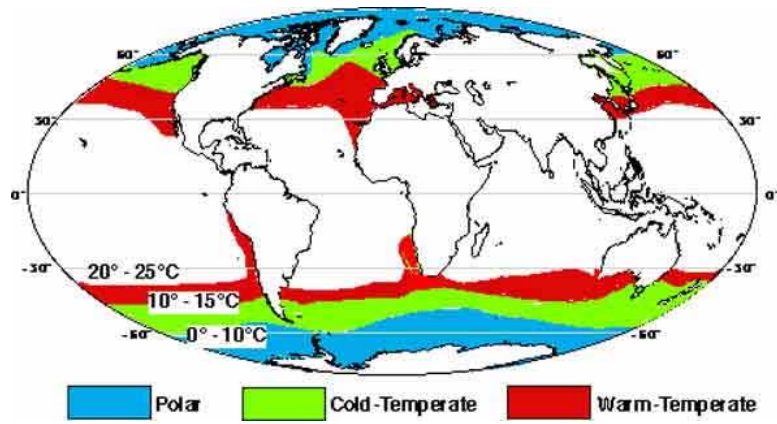 60° 60°
30° 30°
0° 0°
-30° -30°
20° - 25°C
10° - 15°C
0° - 10°C
-60° -60°
Polar Cold-Temperate Warm-Temperate